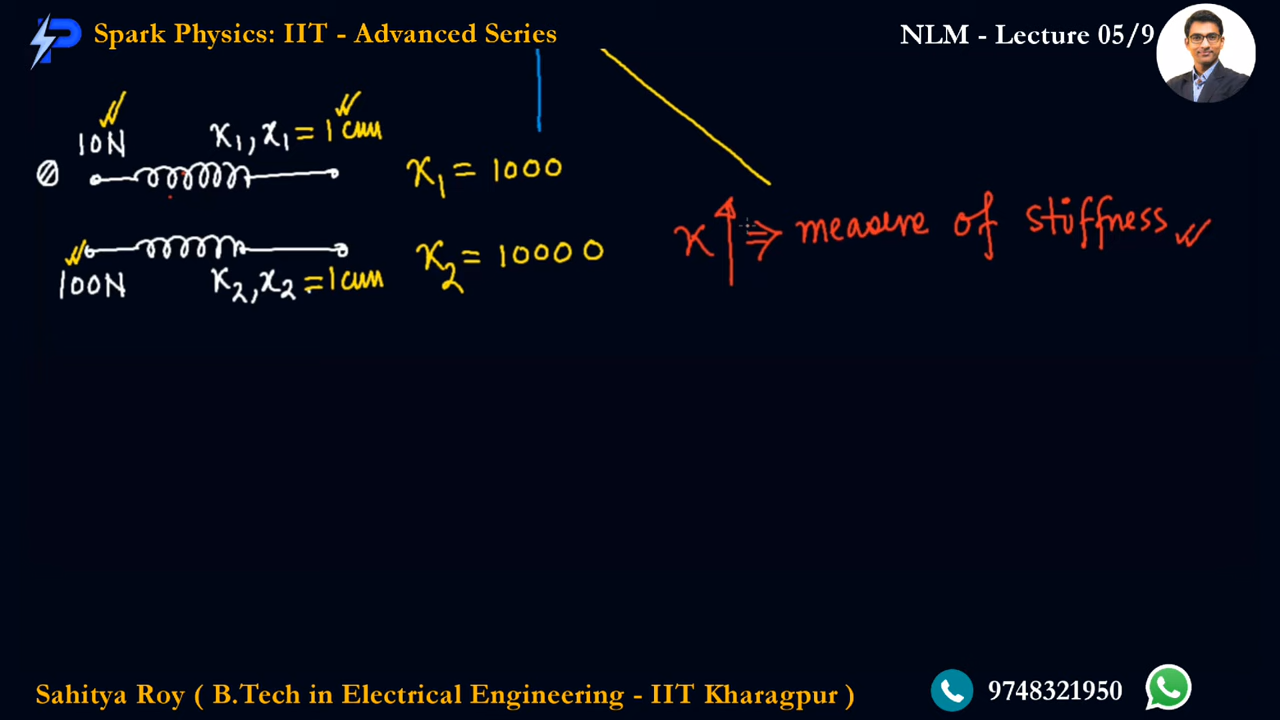 Spark Physics: IIT - Advanced Series
NLM - Lecture 05/9
10N
K₁, x₁ = 1 cm
K₁ = 1000
K ↑ ⇒ measure of stiffness
100N
K₂, x₂ = 1 cm
K₂ = 10000
Sahitya Roy ( B.Tech in Electrical Engineering - IIT Kharagpur )
9748321950